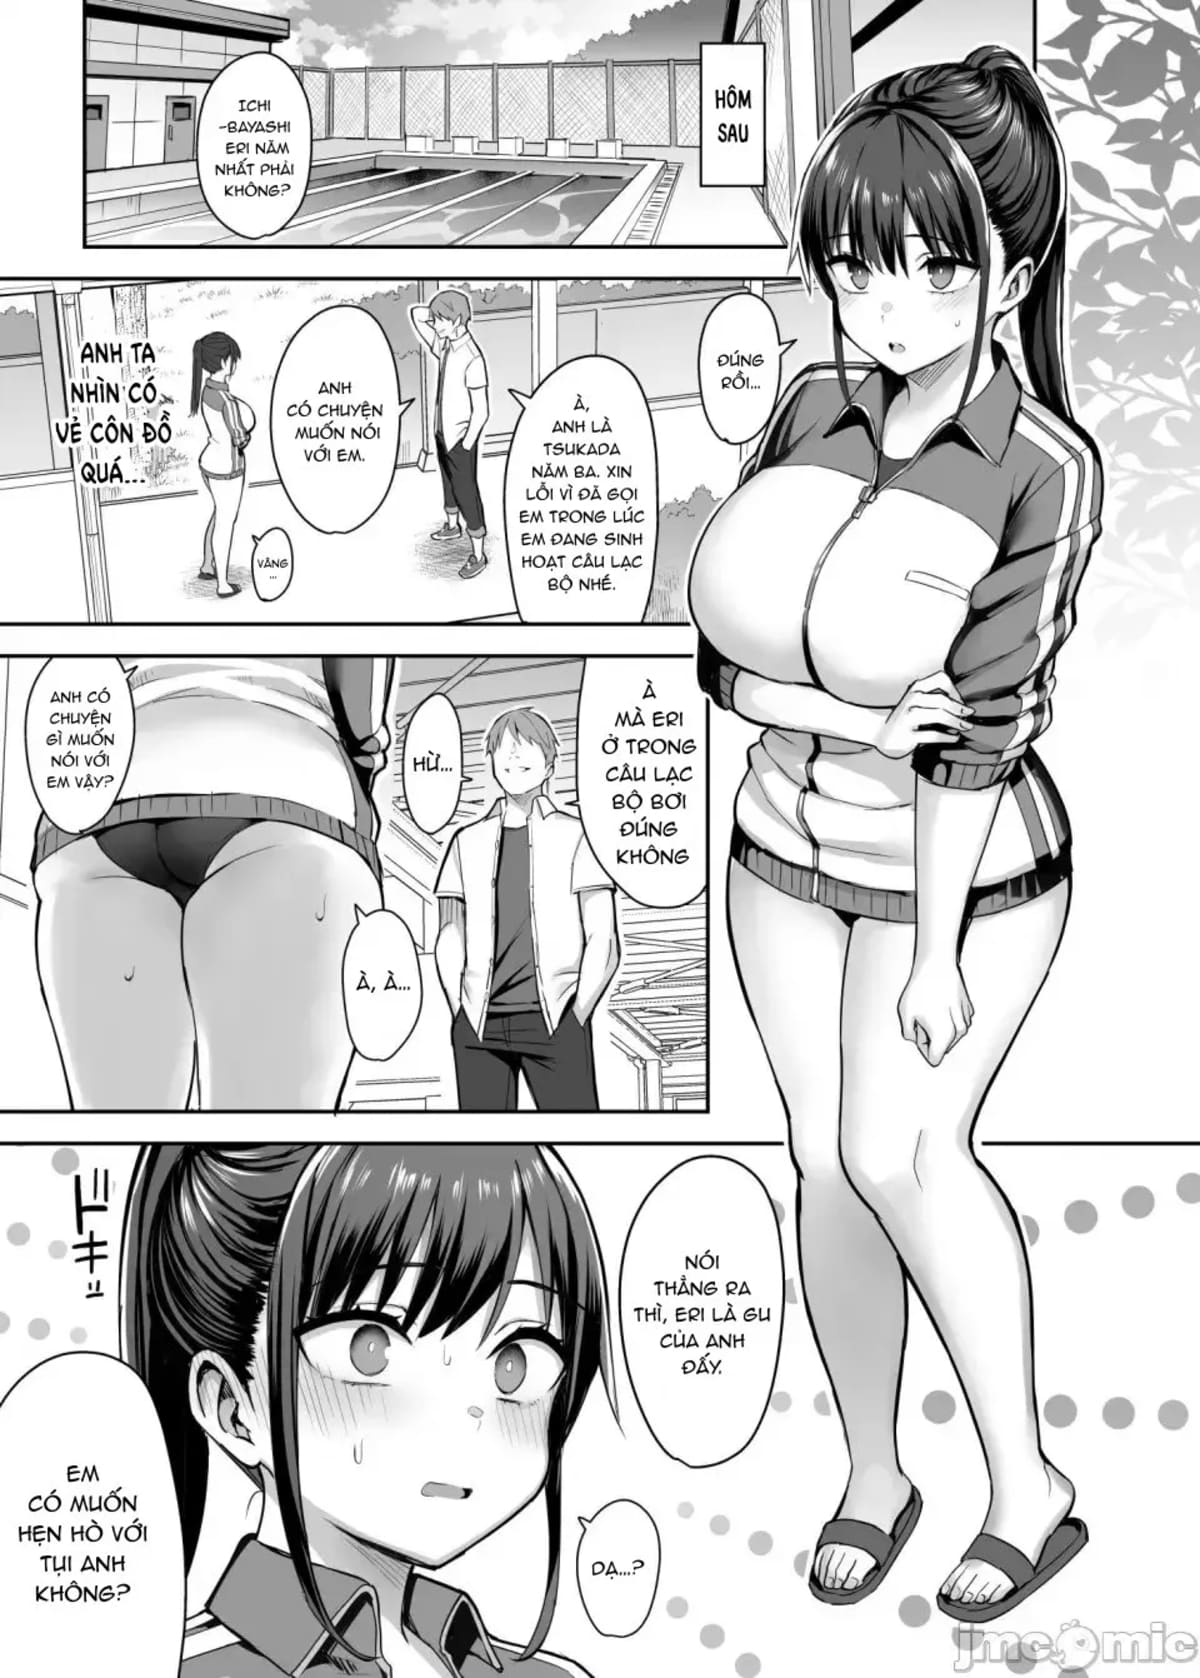 HÔM
SAU
ICHI
-BAYASHI
ERI NĂM
NHẤT PHẢI
KHÔNG?
ĐÚNG
RỒI...
À,
ANH LÀ
TSUKADA
NĂM BA. XIN
LỖI VÌ ĐÃ GỌI
EM TRONG LÚC
EM ĐANG SINH
HOẠT CÂU LẠC
BỘ NHÉ.
ANH
CÓ CHUYỆN
MUỐN NÓI
VỚI EM.
VÂNG
...
ANH TA
NHÌN CÓ
VẺ CÔN ĐỒ
QUÁ...
À
MÀ ERI
Ở TRONG
CÂU LẠC
BỘ BƠI
ĐÚNG
KHÔNG
HỪ...
À, À...
ANH CÓ
CHUYỆN
GÌ MUỐN
NÓI VỚI
EM VẬY?
NÓI
THẲNG RA
THÌ, ERI LÀ GU
CỦA ANH
ĐẤY.
DẠ...?
ドキ
EM
CÓ MUỐN
HẸN HÒ VỚI
TỤI ANH
KHÔNG?
jmcomic